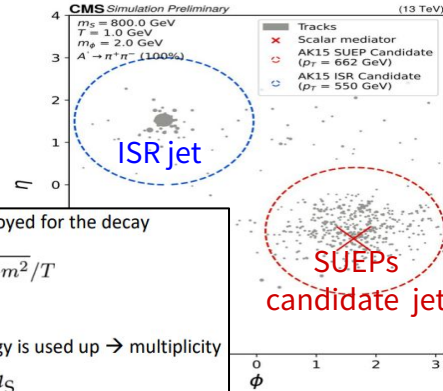 CMS Simulation Preliminary (13 TeV)
m_S = 800.0 GeV
T = 1.0 GeV
m_ϕ = 2.0 GeV
A' → π⁺π⁻ (100%)
Tracks
Scalar mediator
AK15 SUEP Candidate
(p_T = 662 GeV)
AK15 ISR Candidate
(p_T = 550 GeV)
4
3
2
1
0
η
ISR jet
SUEPs
candidate jet
for the decay
m²/T
is used up → multiplicity
0 1 2 3
ϕ